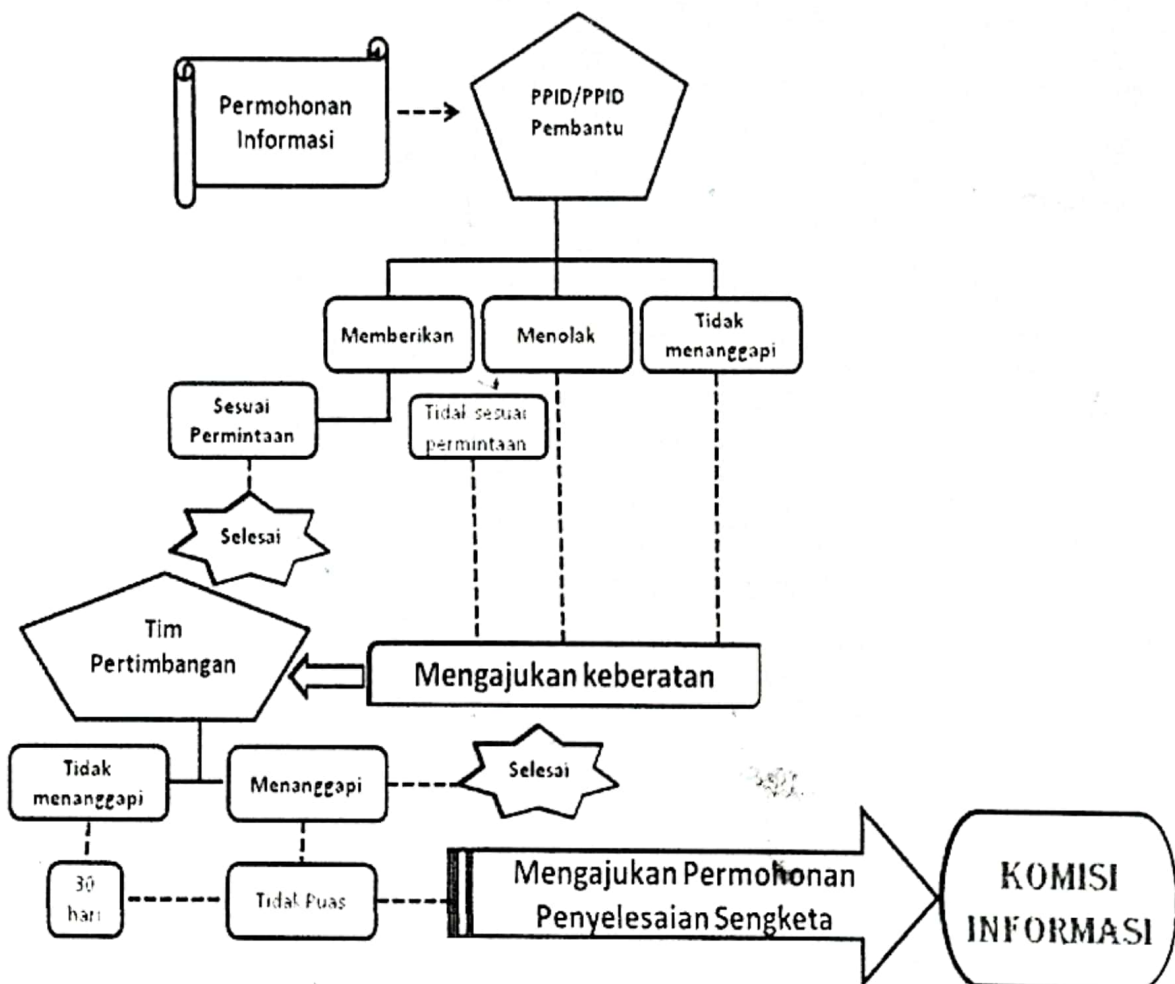 Permohonan
Informasi
PPID/PPID
Pembantu
Memberikan
Menolak
Tidak
menanggapi
Sesuai
Permintaan
Tidak sesuai
permintaan
Selesai
Tim
Pertimbangan
Mengajukan keberatan
Tidak
menanggapi
Menanggapi
Selesai
30
hari
Tidak Puas
Mengajukan Permohonan
Penyelesaian Sengketa
KOMISI
INFORMASI